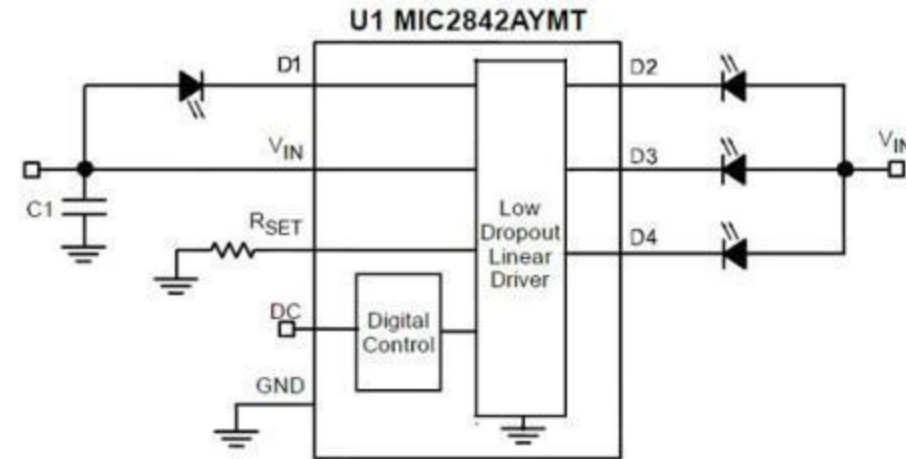 U1 MIC2842AYMT
D1
D2
VIN
D3
VIN
C1
RSET
Low
Dropout
Linear
Driver
D4
DC
Digital
Control
GND